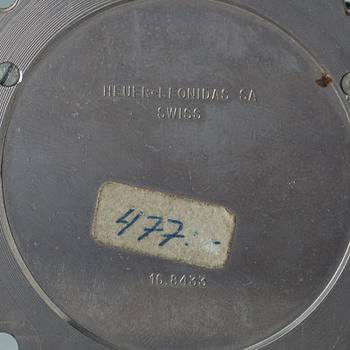 HEUER-LEONIDAS SA
SWISS
477:-
16.8433